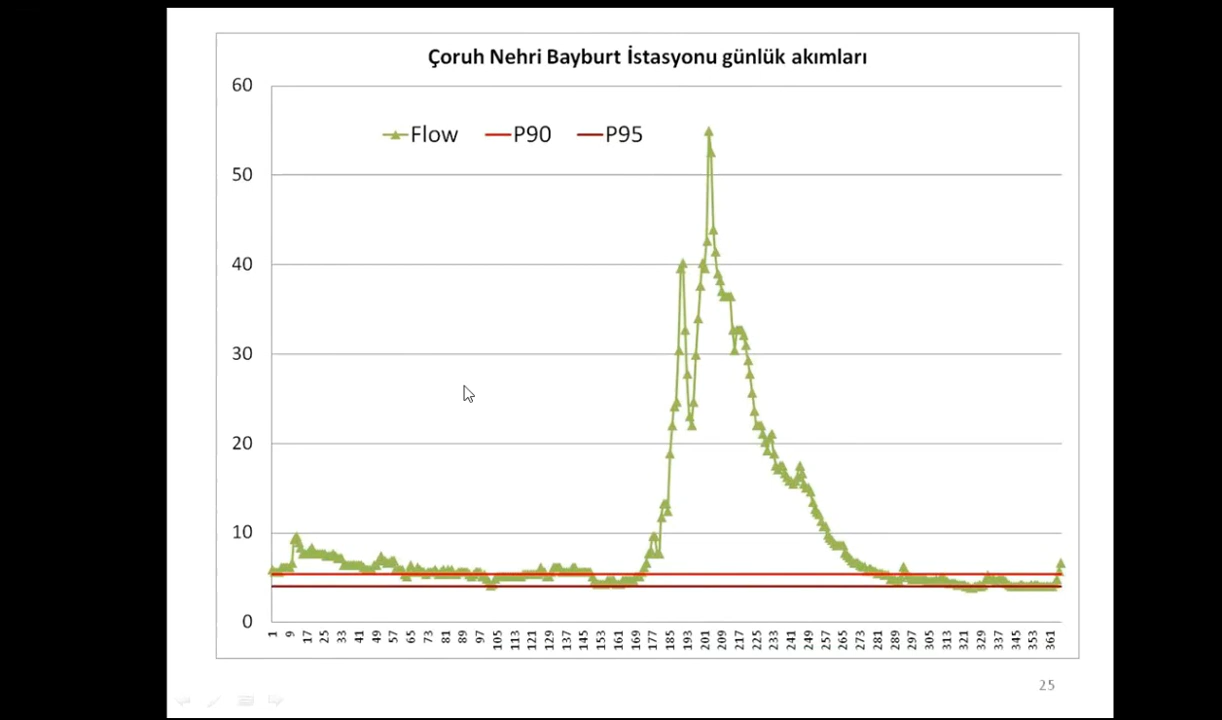 Çoruh Nehri Bayburt İstasyonu günlük akımları
Flow P90 P95
60
50
40
30
20
10
0
1 9 17 25 33 41 49 57 65 73 81 89 97 105 113 121 129 137 145 153 161 169 177 185 193 201 209 217 225 233 241 249 257 265 273 281 289 297 305 313 321 329 337 345 353 361
25